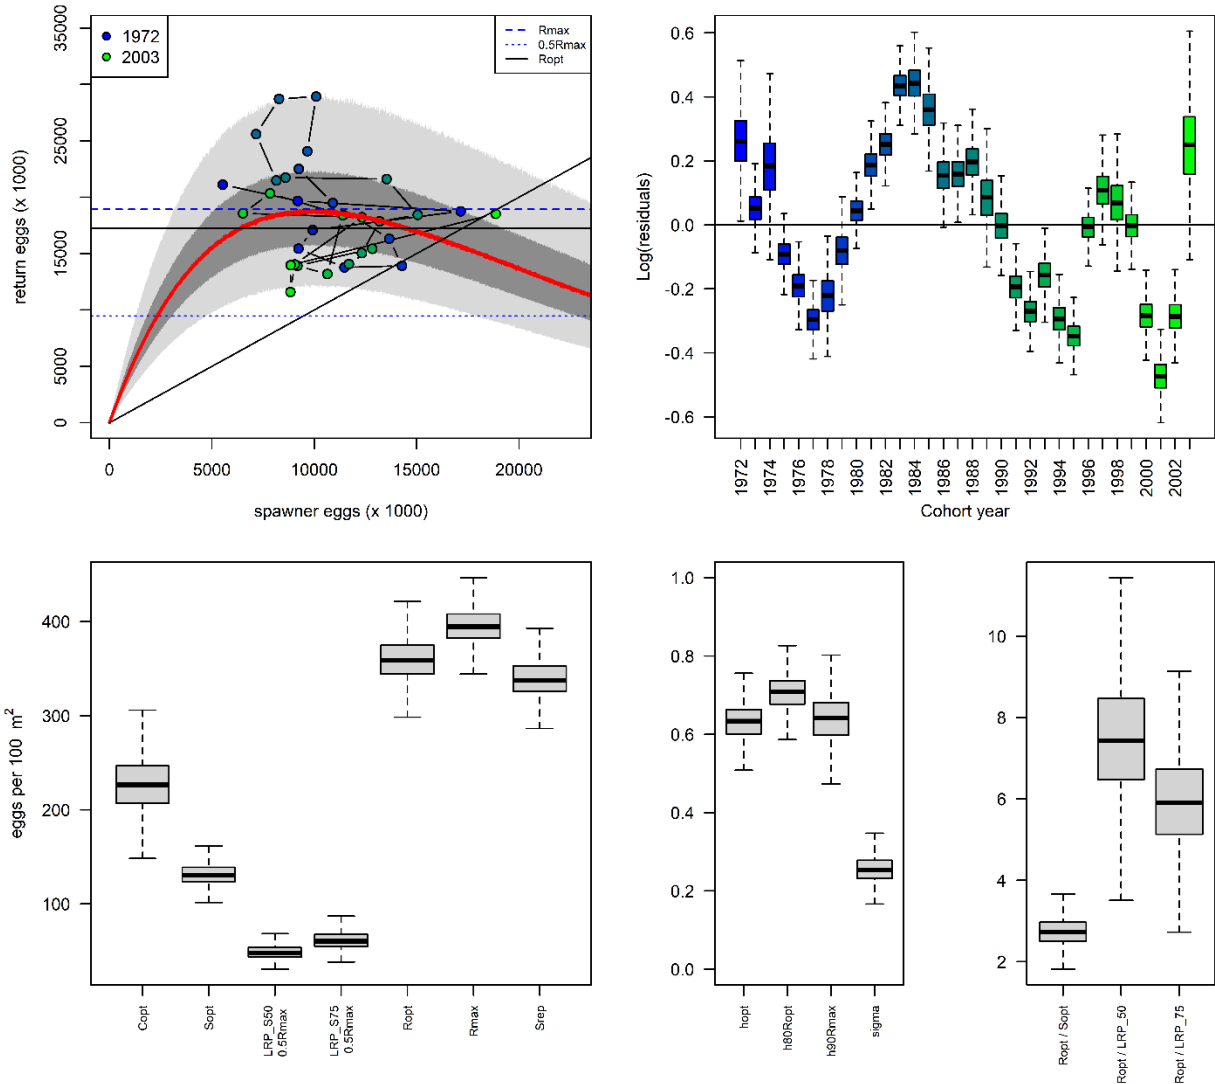 1972
2003
Rmax
0.5Rmax
Ropt
return eggs (x 1000)
0
5000
15000
25000
35000
0
5000
10000
15000
20000
spawner eggs (x 1000)
Log(residuals)
0.6
0.4
0.2
0.0
-0.2
-0.4
-0.6
1972
1974
1976
1978
1980
1982
1984
1986
1988
1990
1992
1994
1996
1998
2000
2002
Cohort year
eggs per 100 m²
400
300
200
100
Copt
Sopt
LRP_S50
0.5Rmax
LRP_S75
0.5Rmax
Ropt
Rmax
Srep
1.0
0.8
0.6
0.4
0.2
0.0
hopt
h80Ropt
h90Rmax
sigma
10
8
6
4
2
Ropt / Sopt
Ropt / LRP_50
Ropt / LRP_75